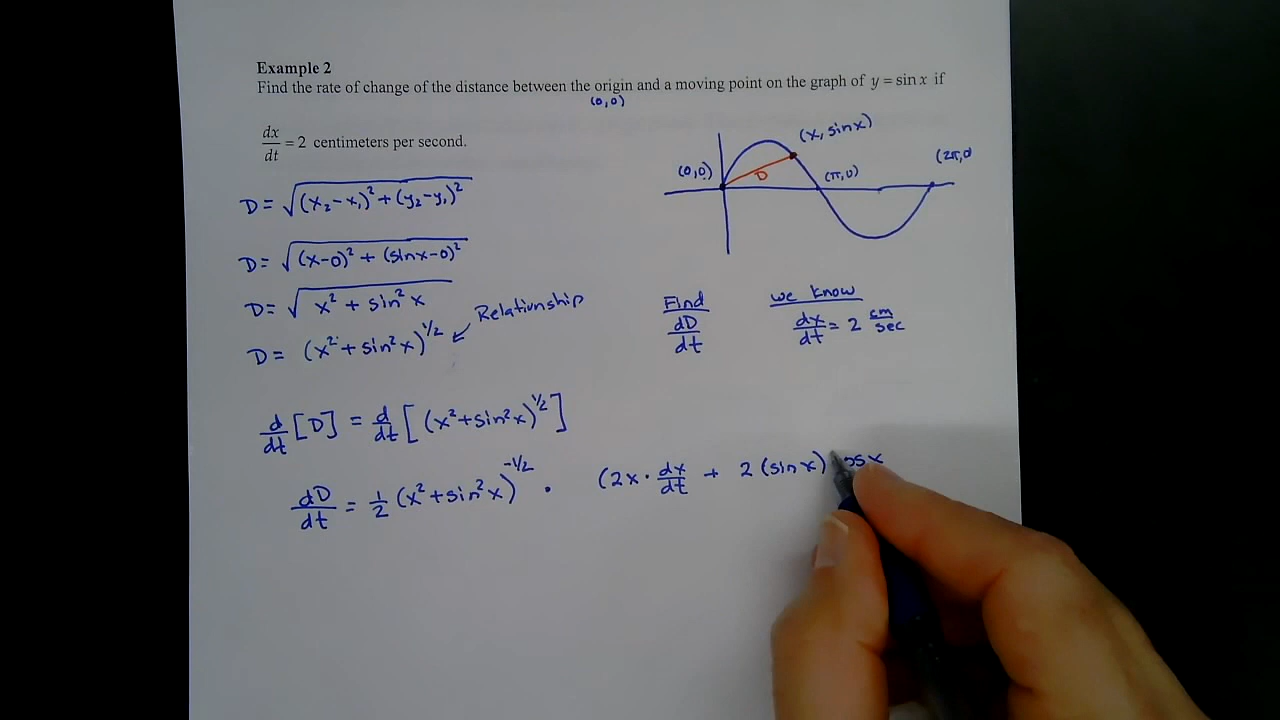 Example 2
Find the rate of change of the distance between the origin and a moving point on the graph of y = sin x if
(0,0)
dx/dt = 2 centimeters per second.
(x, sinx)
(0,0)
D
(π,0)
(2π,0
D = √((x₂-x₁)² + (y₂-y₁)²)
D = √((x-0)² + (sinx-0)²)
D = √(x² + sin²x)
Relationship
D = (x² + sin²x)^1/2
Find
dD/dt
we know
dx/dt = 2 cm/sec
d/dt [D] = d/dt [(x²+sin²x)^1/2]
dD/dt = 1/2 (x²+sin²x)^-1/2 · (2x · dx/dt + 2(sinx)